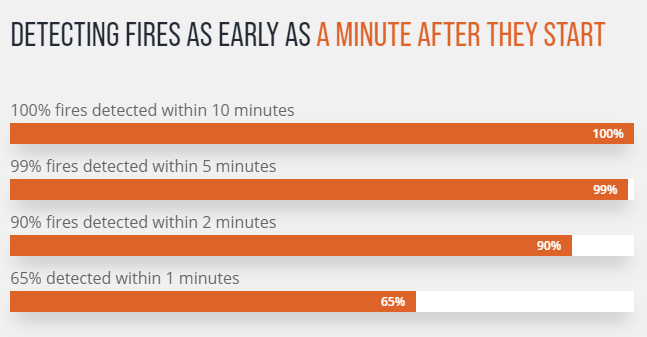 DETECTING FIRES AS EARLY AS A MINUTE AFTER THEY START
100% fires detected within 10 minutes
100%
99% fires detected within 5 minutes
99%
90% fires detected within 2 minutes
90%
65% detected within 1 minutes
65%